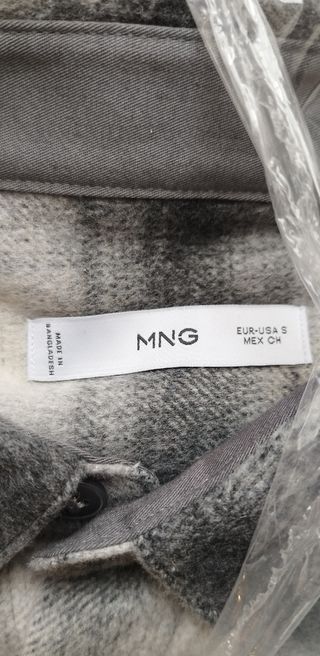 MADE IN
BANGLADESH
MNG
EUR-USA S
MEX CH